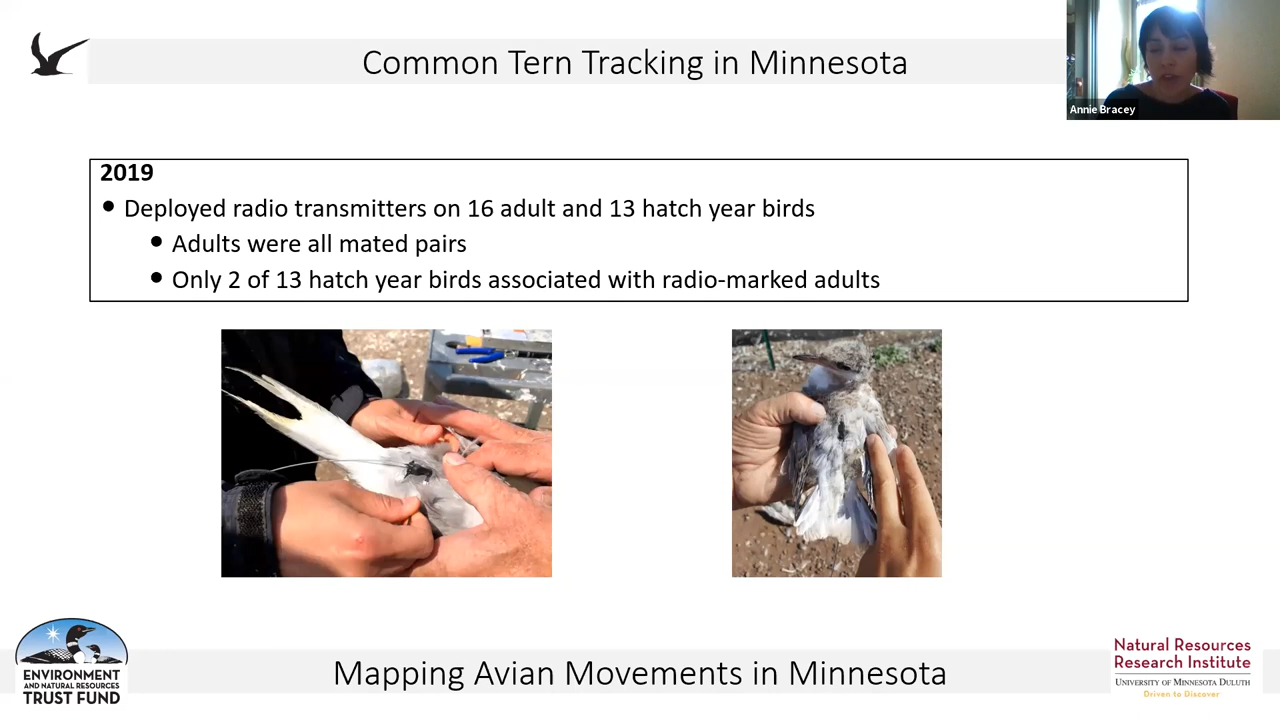 Common Tern Tracking in Minnesota
Annie Bracey
2019
• Deployed radio transmitters on 16 adult and 13 hatch year birds
• Adults were all mated pairs
• Only 2 of 13 hatch year birds associated with radio-marked adults
ENVIRONMENT
AND NATURAL RESOURCES
TRUST FUND
Mapping Avian Movements in Minnesota
Natural Resources
Research Institute
University of Minnesota Duluth
Driven to Discover